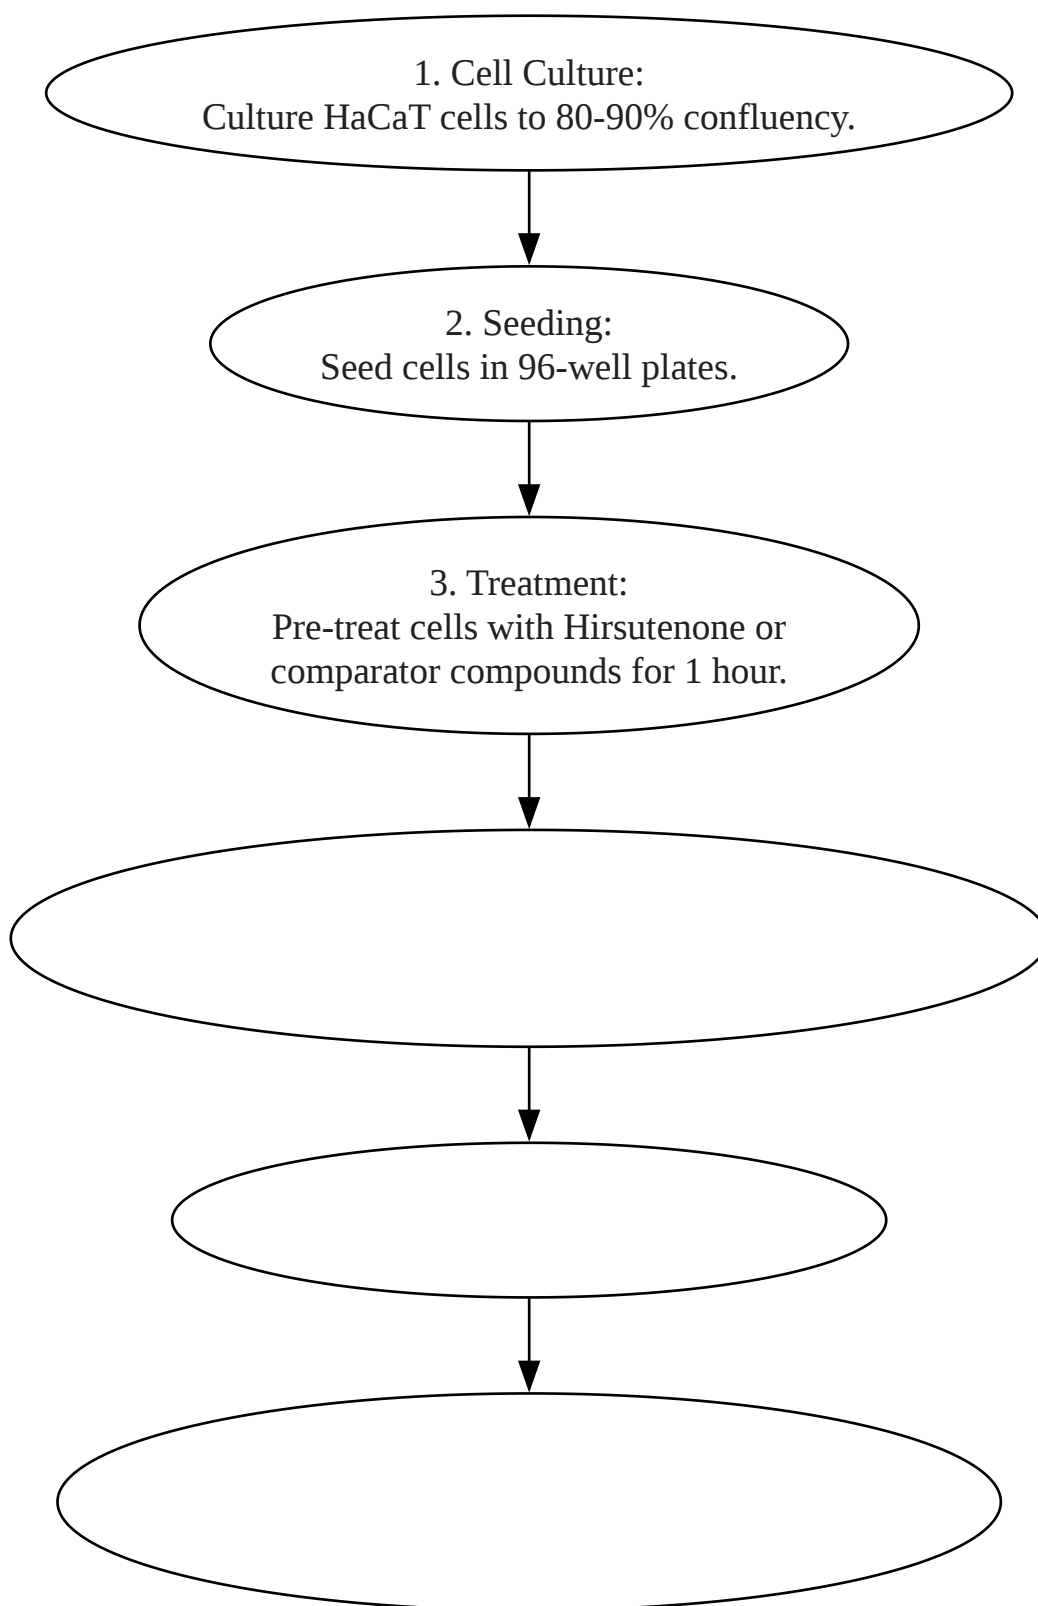 1. Cell Culture:
Culture HaCaT cells to 80-90% confluency.
2. Seeding:
Seed cells in 96-well plates.
3. Treatment:
Pre-treat cells with Hirsutenone or
comparator compounds for 1 hour.